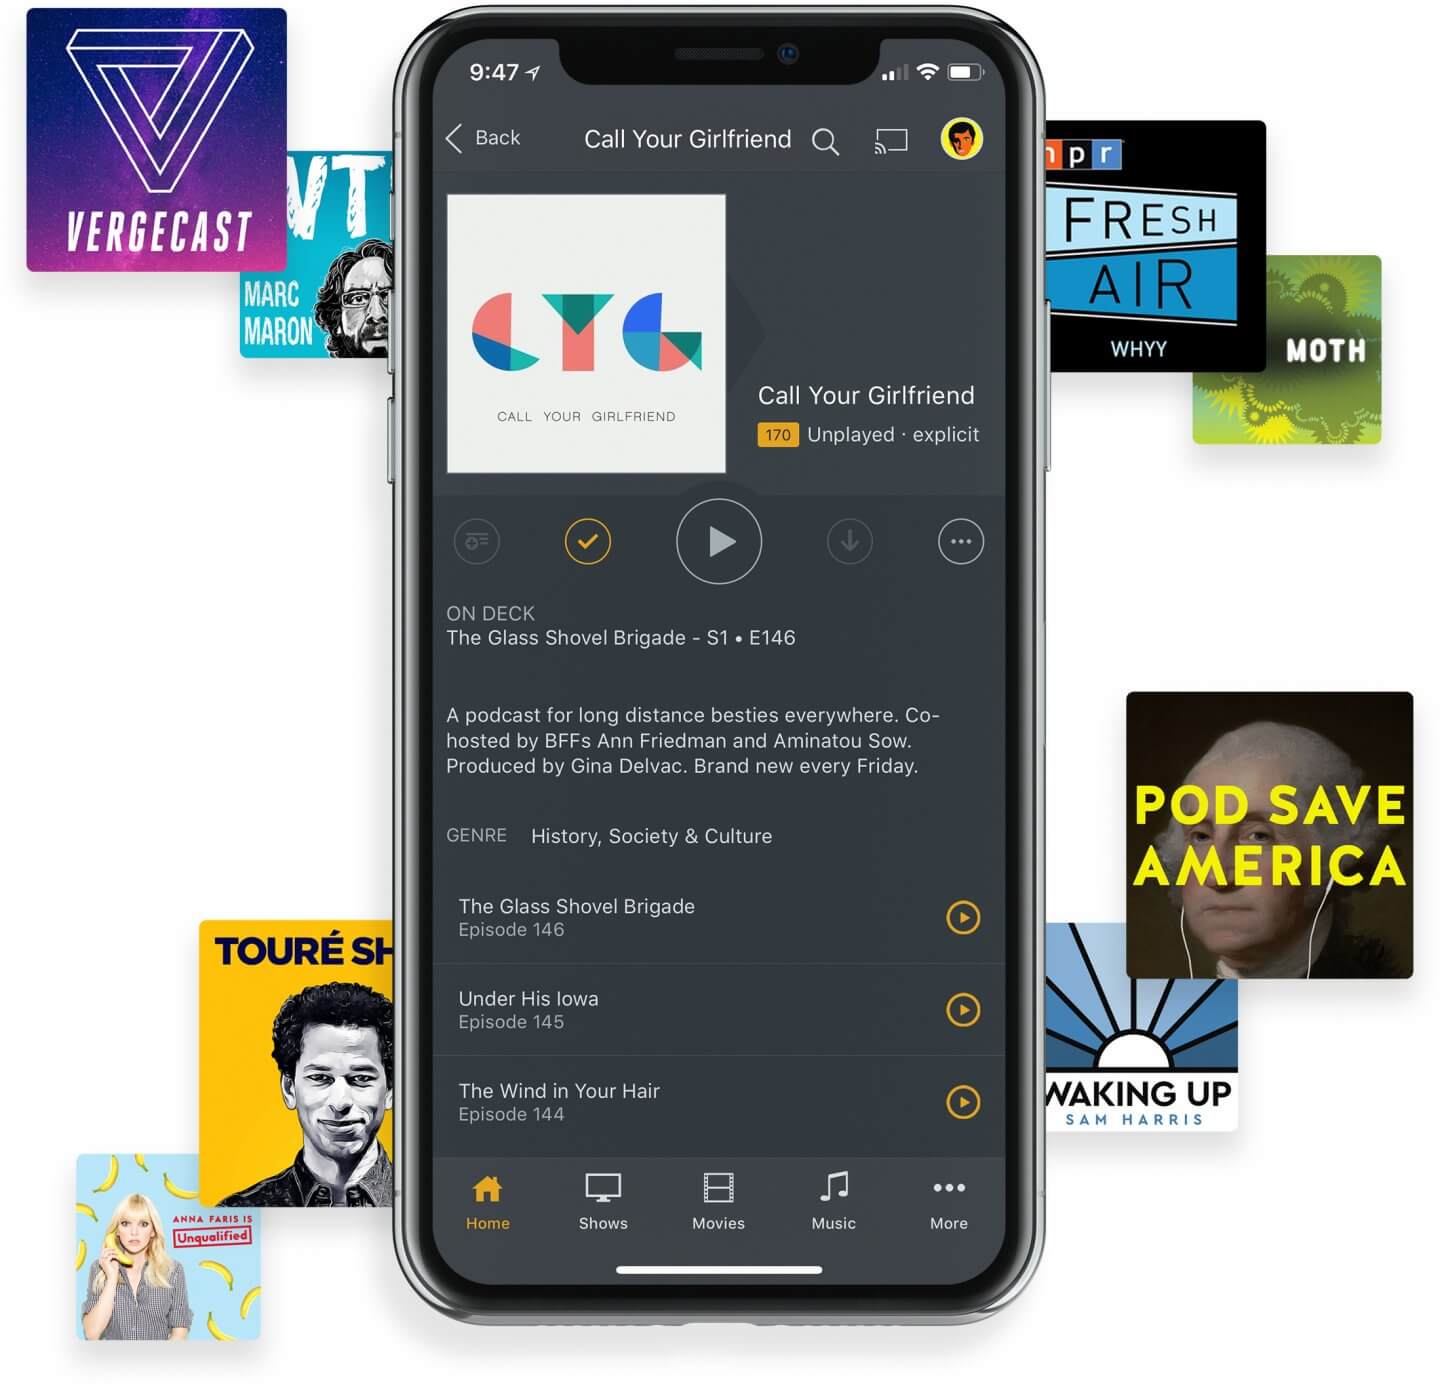 VERGECAST
WT
MARC
MARON
9:47
Back
Call Your Girlfriend
CYG
CALL YOUR GIRLFRIEND
Call Your Girlfriend
170 Unplayed · explicit
ON DECK
The Glass Shovel Brigade - S1 • E146
A podcast for long distance besties everywhere. Co-
hosted by BFFs Ann Friedman and Aminatou Sow.
Produced by Gina Delvac. Brand new every Friday.
GENRE History, Society & Culture
The Glass Shovel Brigade
Episode 146
Under His Iowa
Episode 145
The Wind in Your Hair
Episode 144
Home
Shows
Movies
Music
More
npr
FRESH
AIR
WHYY
MOTH
POD SAVE
AMERICA
WAKING UP
SAM HARRIS
TOURÉ SH
ANNA FARIS IS
Unqualified